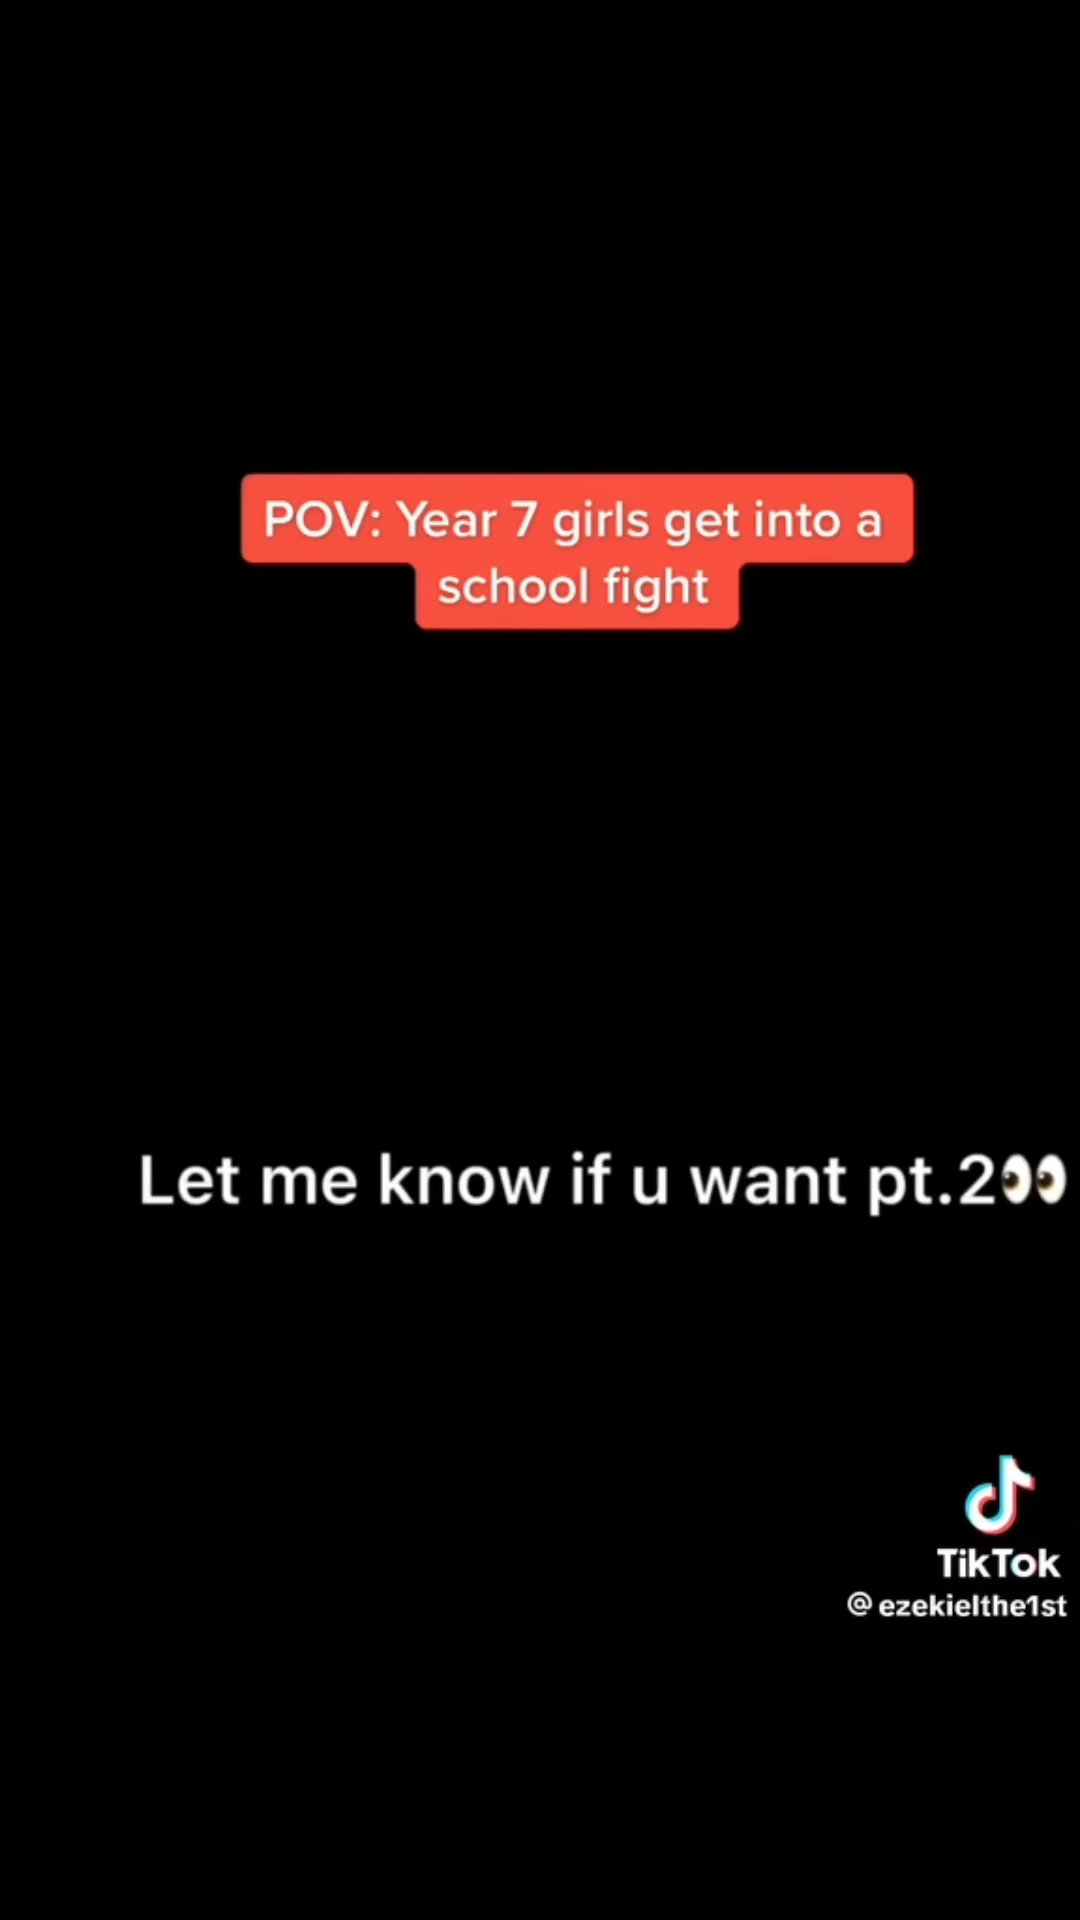 POV: Year 7 girls get into a
school fight
Let me know if u want pt.2👀
TikTok
@ezekielthe1st